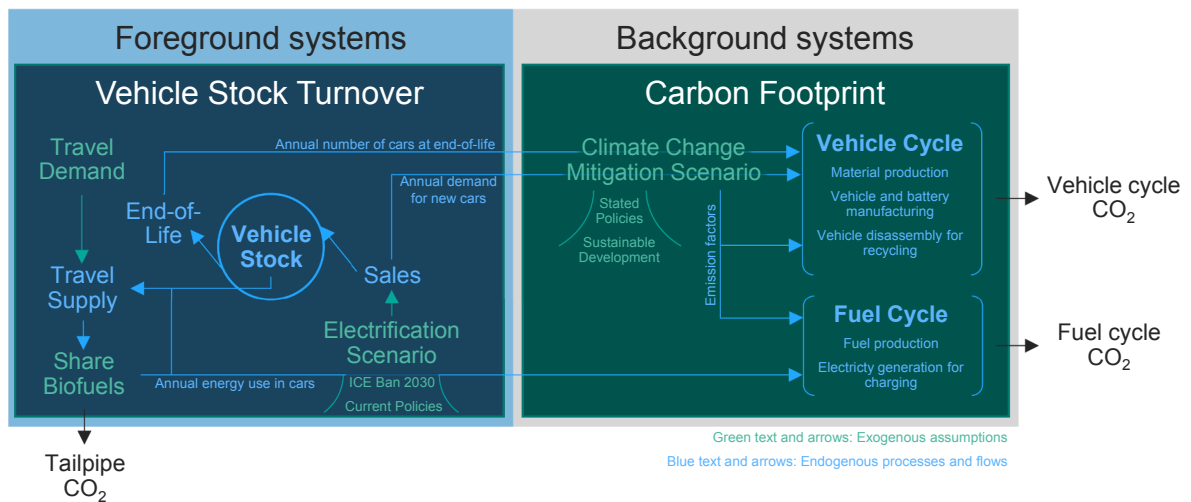 Foreground systems
Background systems
Vehicle Stock Turnover
Carbon Footprint
Travel
Demand
Annual number of cars at end-of-life
Annual demand
for new cars
End-of-
Life
Vehicle
Stock
Travel
Supply
Sales
Electrification
Scenario
Share
Biofuels
Annual energy use in cars
ICE Ban 2030
Current Policies
Climate Change
Mitigation Scenario
Stated
Policies
Sustainable
Development
Emission factors
Vehicle Cycle
Material production
Vehicle and battery
manufacturing
Vehicle disassembly for
recycling
Fuel Cycle
Fuel production
Electricty generation for
charging
Vehicle cycle
CO₂
Fuel cycle
CO₂
Tailpipe
CO₂
Green text and arrows: Exogenous assumptions
Blue text and arrows: Endogenous processes and flows